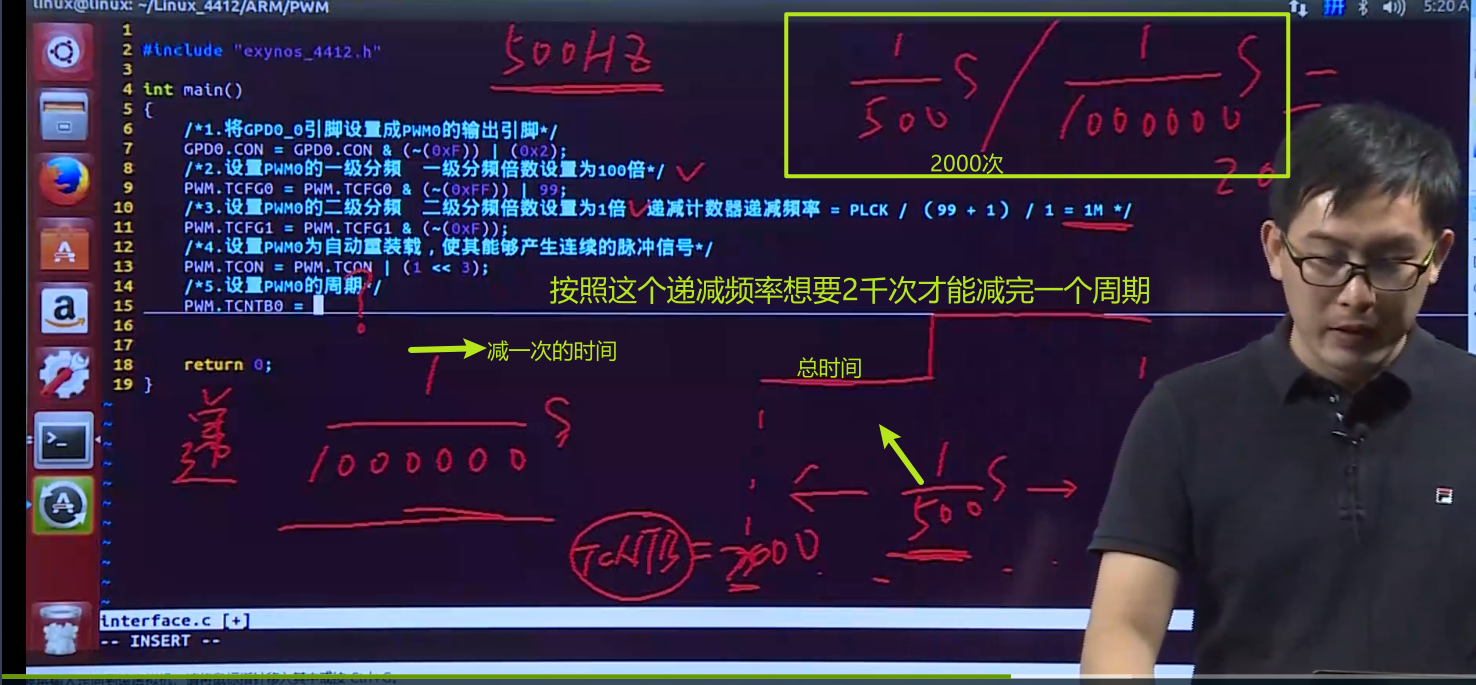 linux@linux: ~/Linux_4412/ARM/PWM
5:20 A
1
2 #include "exynos_4412.h"
3
4 int main()
5 {
6 /*1.将GPD0_0引脚设置成PWM0的输出引脚*/
7 GPD0.CON = GPD0.CON & (~(0xF)) | (0x2);
8 /*2.设置PWM0的一级分频 一级分频倍数设置为100倍*/
9 PWM.TCFG0 = PWM.TCFG0 & (~(0xFF)) | 99;
10 /*3.设置PWM0的二级分频 二级分频倍数设置为1倍 递减计数器递减频率 = PLCK / （99 + 1） / 1 = 1M */
11 PWM.TCFG1 = PWM.TCFG1 & (~(0xF));
12 /*4.设置PWM0为自动重装载，使其能够产生连续的脉冲信号*/
13 PWM.TCON = PWM.TCON | (1 << 3);
14 /*5.设置PWM0的周期*/
15 PWM.TCNTB0 =
16
17
18 return 0;
19 }
~
~
~
~
~
~
~
~
~
~
~
interface.c [+]
-- INSERT --
500HZ
1
500 S / 1
1000000 S =
2000次
20
按照这个递减频率想要2千次才能减完一个周期
?
减一次的时间
总时间
1
1000000 S
递
1
500 S
TCNTB = 2000